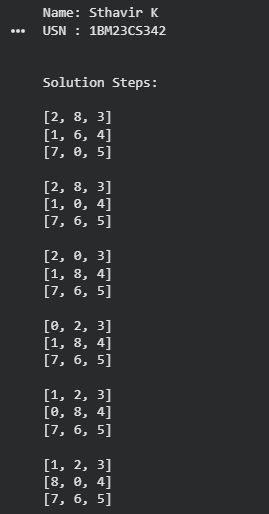 Name: Sthavir K
••• USN : 1BM23CS342
Solution Steps:
[2, 8, 3]
[1, 6, 4]
[7, 0, 5]
[2, 8, 3]
[1, 0, 4]
[7, 6, 5]
[2, 0, 3]
[1, 8, 4]
[7, 6, 5]
[0, 2, 3]
[1, 8, 4]
[7, 6, 5]
[1, 2, 3]
[0, 8, 4]
[7, 6, 5]
[1, 2, 3]
[8, 0, 4]
[7, 6, 5]